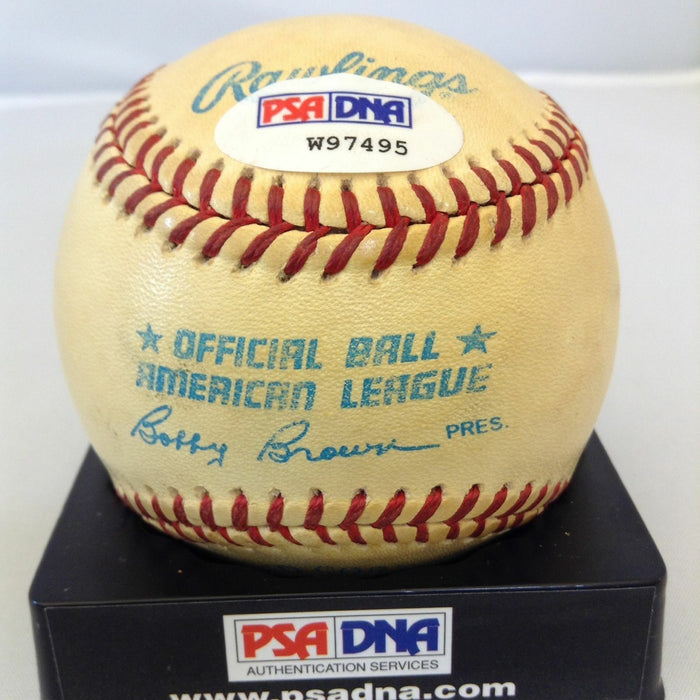 Rawlings
PSA DNA
W97495
★ OFFICIAL BALL ★
AMERICAN LEAGUE
Bobby Brown PRES.
PSA DNA
AUTHENTICATION SERVICES
www.psadna.com